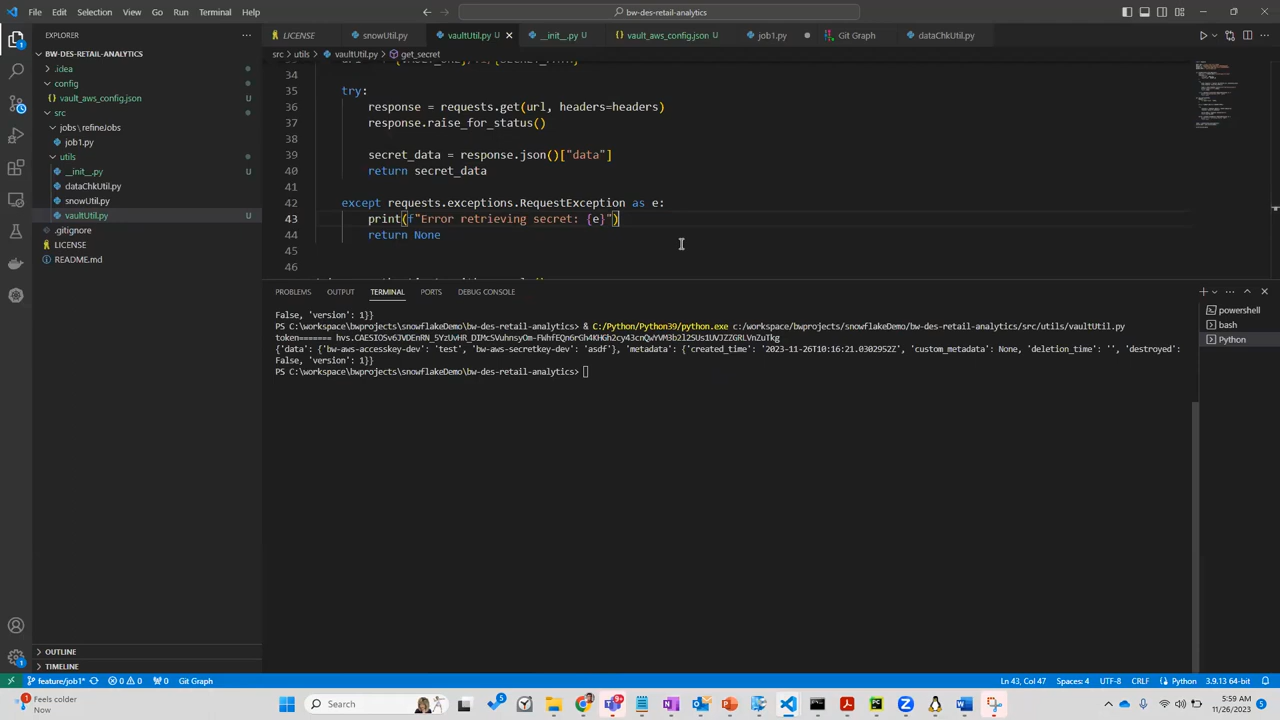 File Edit Selection View Go Run Terminal Help
bw-des-retail-analytics
EXPLORER
LICENSE snowUtil.py vaultUtil.py U __init__.py U vault_aws_config.json U job1.py Git Graph dataChkUtil.py
BW-DES-RETAIL-ANALYTICS
src > utils > vaultUtil.py > get_secret
.idea
config
vault_aws_config.json
src
jobs \ refineJobs
job1.py
utils
__init__.py U
dataChkUtil.py
snowUtil.py
vaultUtil.py U
.gitignore
LICENSE
README.md
34
35 try:
36 response = requests.get(url, headers=headers)
37 response.raise_for_status()
38
39 secret_data = response.json()["data"]
40 return secret_data
41
42 except requests.exceptions.RequestException as e:
43 print(f"Error retrieving secret: {e}")
44 return None
45
46
PROBLEMS OUTPUT TERMINAL PORTS DEBUG CONSOLE
powershell
bash
Python
False, 'version': 1}}
PS C:\workspace\bwprojects\snowflakeDemo\bw-des-retail-analytics> & C:/Python/Python39/python.exe c:/workspace/bwprojects/snowflakeDemo/bw-des-retail-analytics/src/utils/vaultUtil.py
{'data': {'bw-aws-accesskey-dev': 'test', 'bw-aws-secretkey-dev': 'asdf'}, 'metadata': {'created_time': '2023-11-26T10:16:21.0302952Z', 'custom_metadata': None, 'deletion_time': '', 'destroyed':
False, 'version': 1}}
PS C:\workspace\bwprojects\snowflakeDemo\bw-des-retail-analytics>
OUTLINE
TIMELINE
feature/job1* 0 0 0 Git Graph
Ln 43, Col 47 Spaces: 4 UTF-8 CRLF Python 3.9.13 64-bit
Feels colder
Now
Search
5:59 AM
11/26/2023